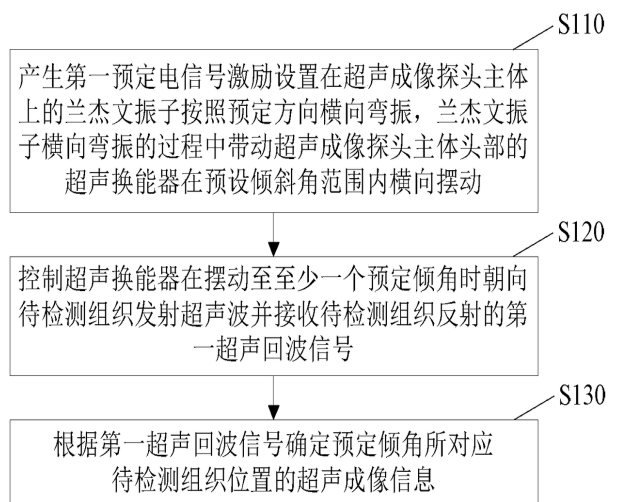 S110
产生第一预定电信号激励设置在超声成像探头主体
上的兰杰文振子按照预定方向横向弯振，兰杰文振
子横向弯振的过程中带动超声成像探头主体头部的
超声换能器在预设倾斜角范围内横向摆动
S120
控制超声换能器在摆动至至少一个预定倾角时朝向
待检测组织发射超声波并接收待检测组织反射的第
一超声回波信号
S130
根据第一超声回波信号确定预定倾角所对应
待检测组织位置的超声成像信息